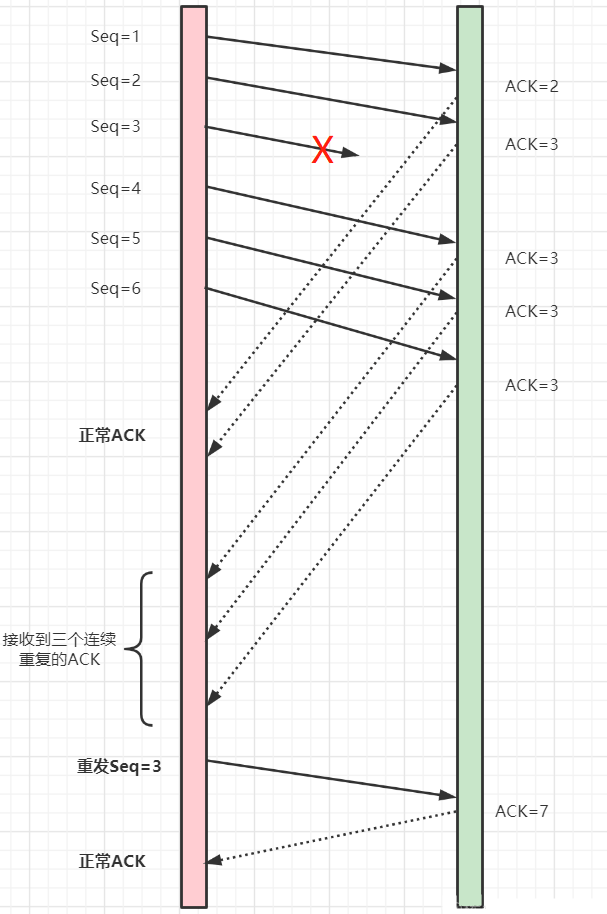 Seq=1
Seq=2
ACK=2
Seq=3
X
ACK=3
Seq=4
Seq=5
ACK=3
Seq=6
ACK=3
ACK=3
正常ACK
接收到三个连续
重复的ACK
重发Seq=3
ACK=7
正常ACK